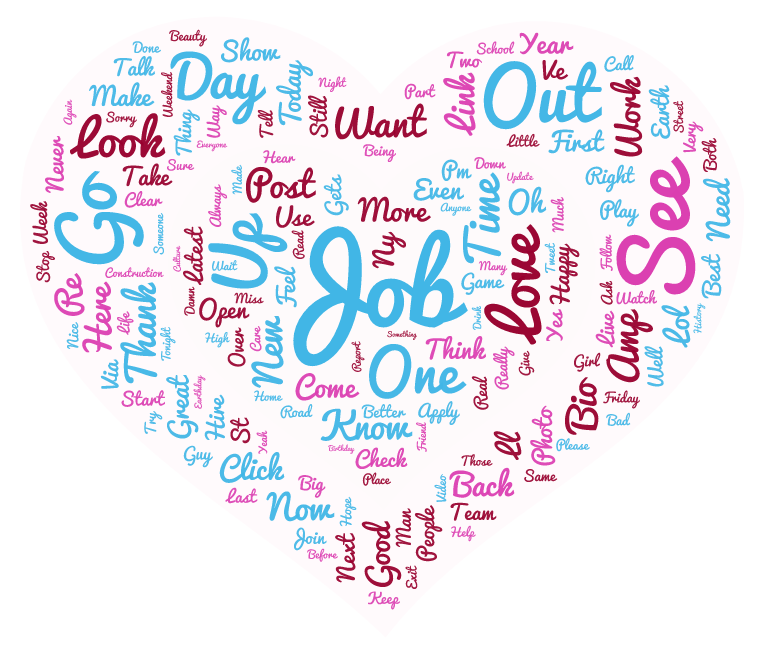 Beauty
Done
Talk
Day
Show
Weekend
Make
Sorry
Again
Look
Thing
Way
Everyone
Today
Tell
Still
Night
Want
Being
Part
Two
School
Year
Link
Out
Ve
Call
Little
First
Work
Earth
Street
Very
Both
Never
Take
Sure
Clear
Hear
Made
Always
Post
Gets
Use
Read
More
Pm
Down
Update
Even
Anyone
Time
Oh
Right
Play
See
Need
Go
Week
Stop
Someone
Latest
Culture
Up
Wait
Feel
Job
Ny
Many
Game
Love
Much
Tweet
Happy
Yes
Follow
Ask
Watch
Best
History
Construction
Re
Here
Nice
Life
Thank
Tonight
Damn
Open
Miss
High
Over
Care
New
Home
Something
Report
One
Think
Drink
Really
Give
Real
Live
Amp
Lol
Well
Girl
Friday
Bio
Bad
Via
Start
Try
Great
Earthday
Hire
St
Yeah
Guy
Come
Road
Know
Better
Apply
Friend
Birthday
Check
Place
Ll
Those
Photo
Please
Same
Click
Last
Big
Now
Hope
Back
Video
Team
Help
Join
Before
Next
Good
Man
People
Exit
Keep